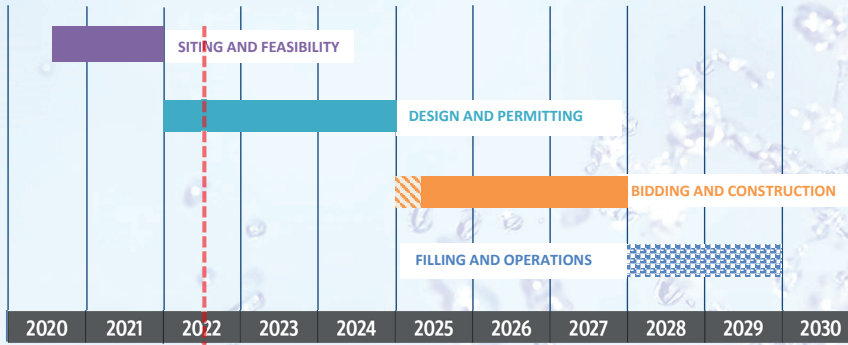 SITING AND FEASIBILITY
DESIGN AND PERMITTING
BIDDING AND CONSTRUCTION
FILLING AND OPERATIONS
2020 2021 2022 2023 2024 2025 2026 2027 2028 2029 2030